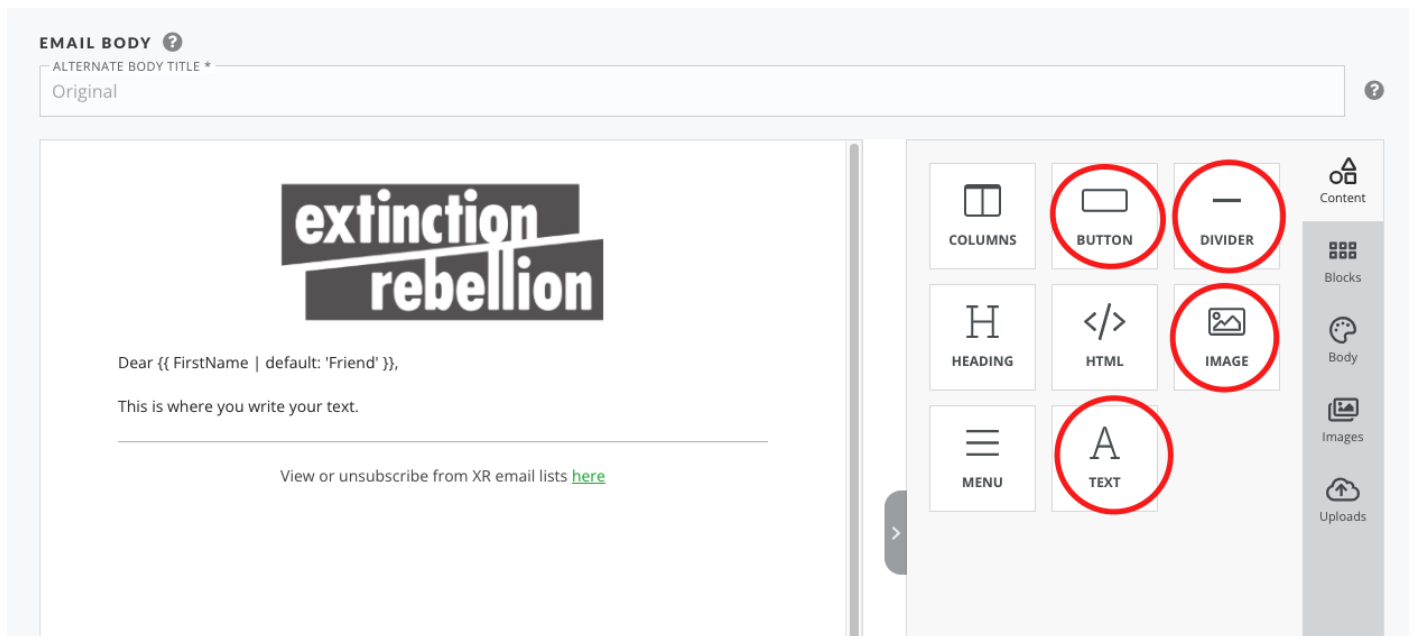 EMAIL BODY ?
ALTERNATE BODY TITLE *
Original
?
extinction
rebellion
Dear {{ FirstName | default: 'Friend' }},
This is where you write your text.
View or unsubscribe from XR email lists here
COLUMNS
BUTTON
DIVIDER
H
HEADING
</>
HTML
IMAGE
MENU
A
TEXT
>
Content
Blocks
Body
Images
Uploads